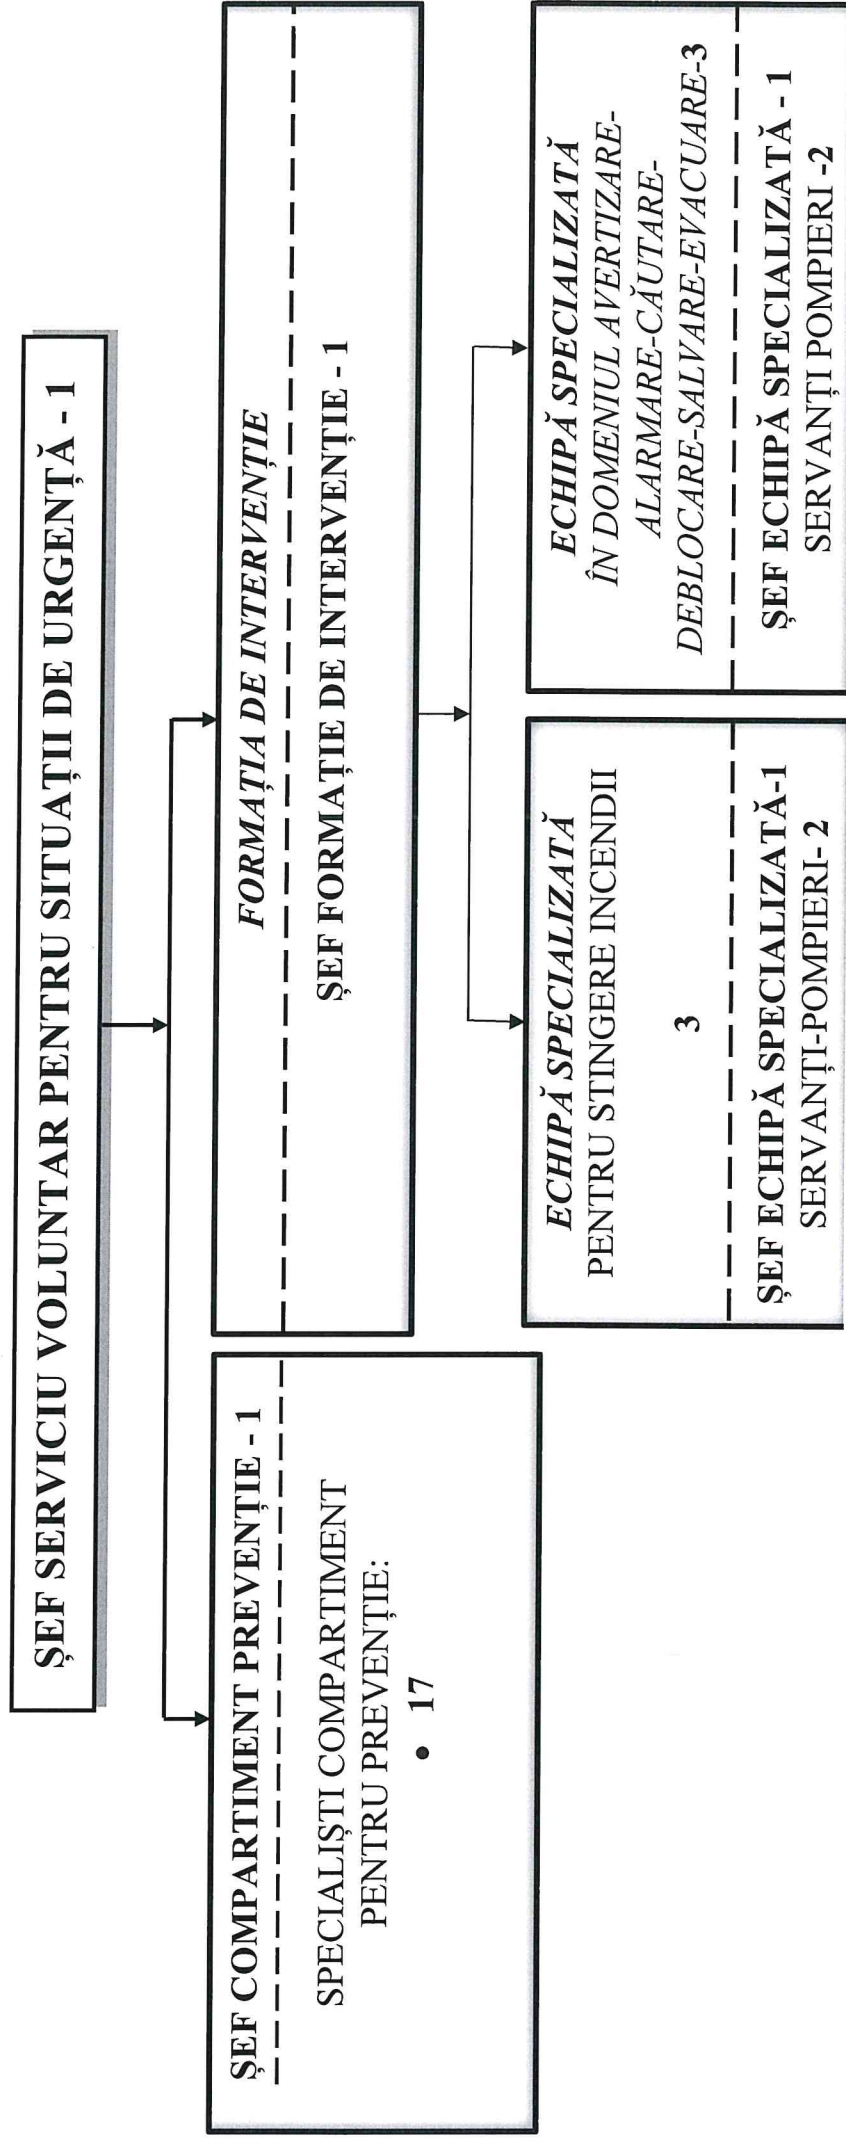 ȘEF SERVICIU VOLUNTAR PENTRU SITUAȚII DE URGENȚĂ - 1
ȘEF COMPARTIMENT PREVENȚIE - 1
SPECIALIȘTI COMPARTIMENT
PENTRU PREVENȚIE:
• 17
FORMAȚIA DE INTERVENȚIE
ȘEF FORMAȚIE DE INTERVENȚIE - 1
ECHIPĂ SPECIALIZATĂ
PENTRU STINGERE INCENDII
3
ȘEF ECHIPĂ SPECIALIZATĂ-1
SERVANȚI-POMPIERI- 2
ECHIPĂ SPECIALIZATĂ
ÎN DOMENIUL AVERTIZARE-
ALARMARE-CĂUTARE-
DEBLOCARE-SALVARE-EVACUARE-3
ȘEF ECHIPĂ SPECIALIZATĂ - 1
SERVANȚI POMPIERI -2